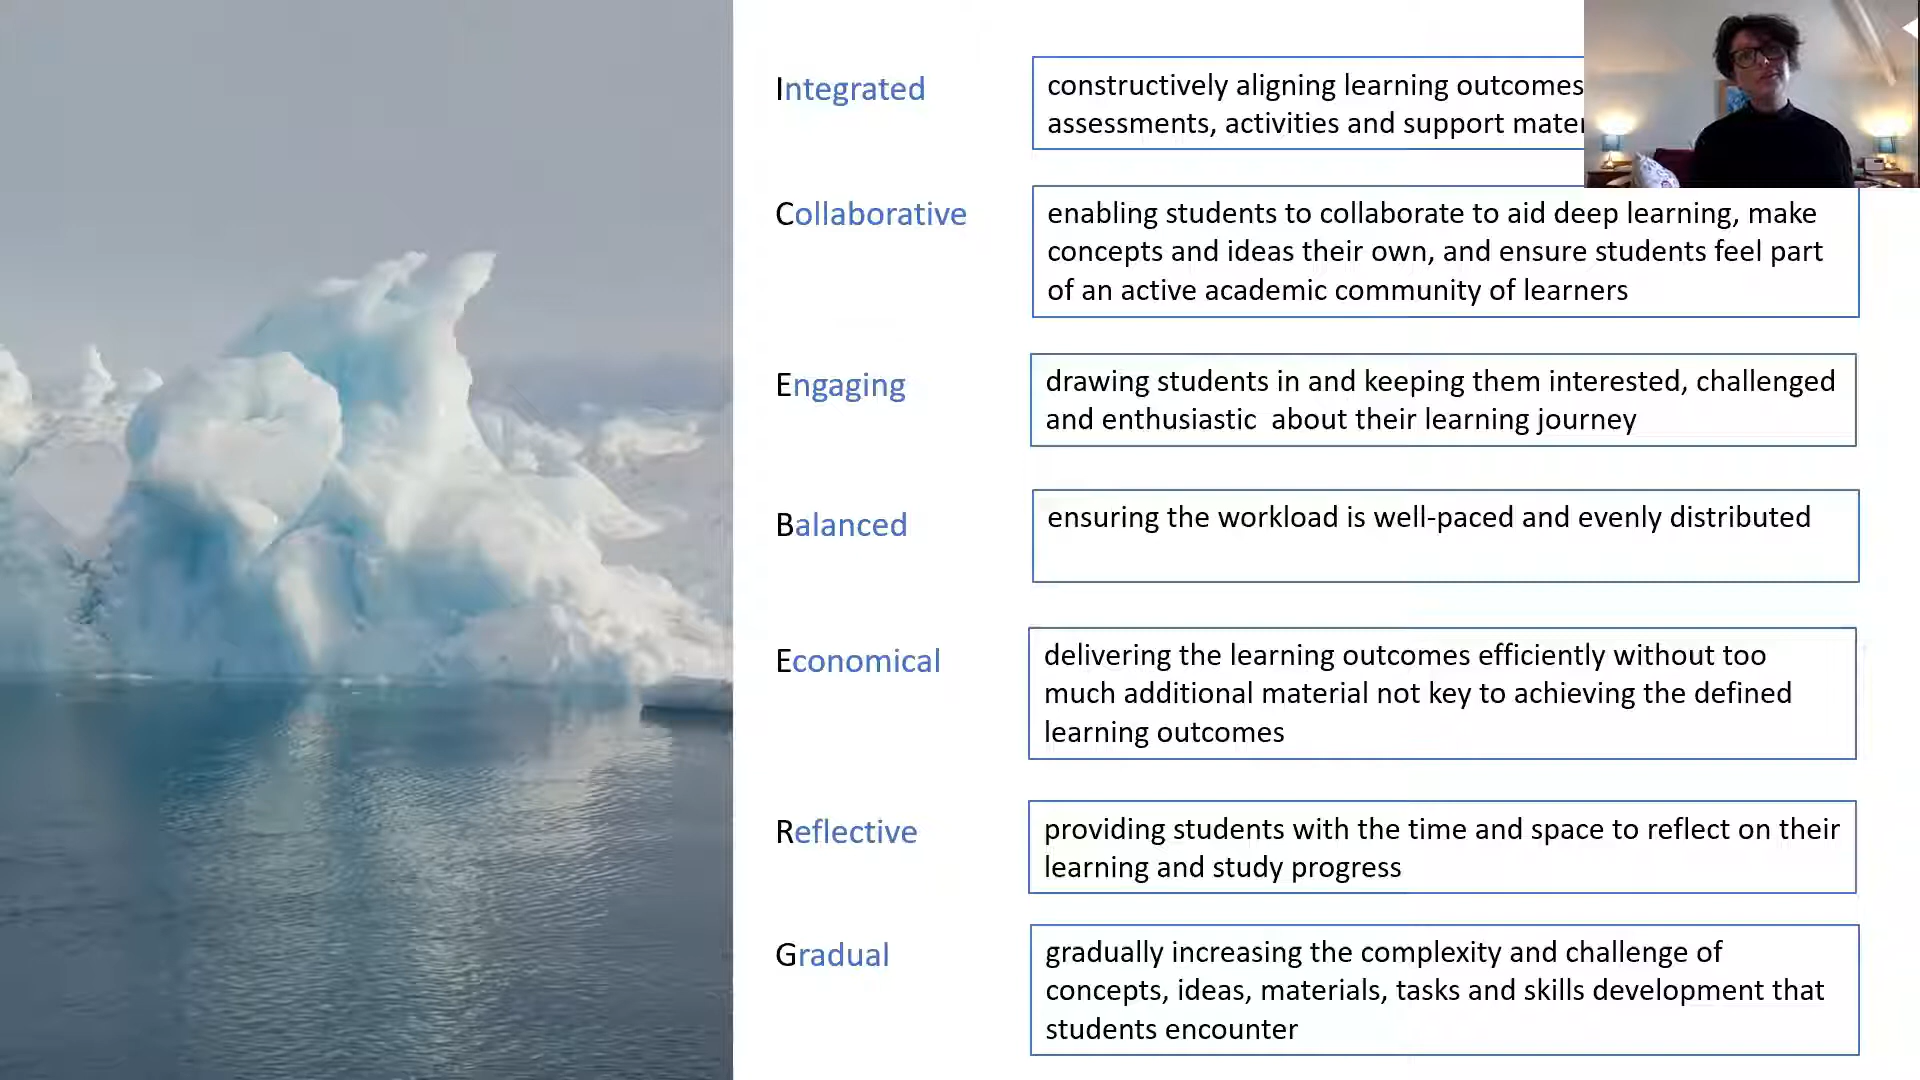 Integrated
constructively aligning learning outcomes
assessments, activities and support
Collaborative
enabling students to collaborate to aid deep learning, make
concepts and ideas their own, and ensure students feel part
of an active academic community of learners
Engaging
drawing students in and keeping them interested, challenged
and enthusiastic  about their learning journey
Balanced
ensuring the workload is well-paced and evenly distributed
Economical
delivering the learning outcomes efficiently without too
much additional material not key to achieving the defined
learning outcomes
Reflective
providing students with the time and space to reflect on their
learning and study progress
Gradual
gradually increasing the complexity and challenge of
concepts, ideas, materials, tasks and skills development that
students encounter